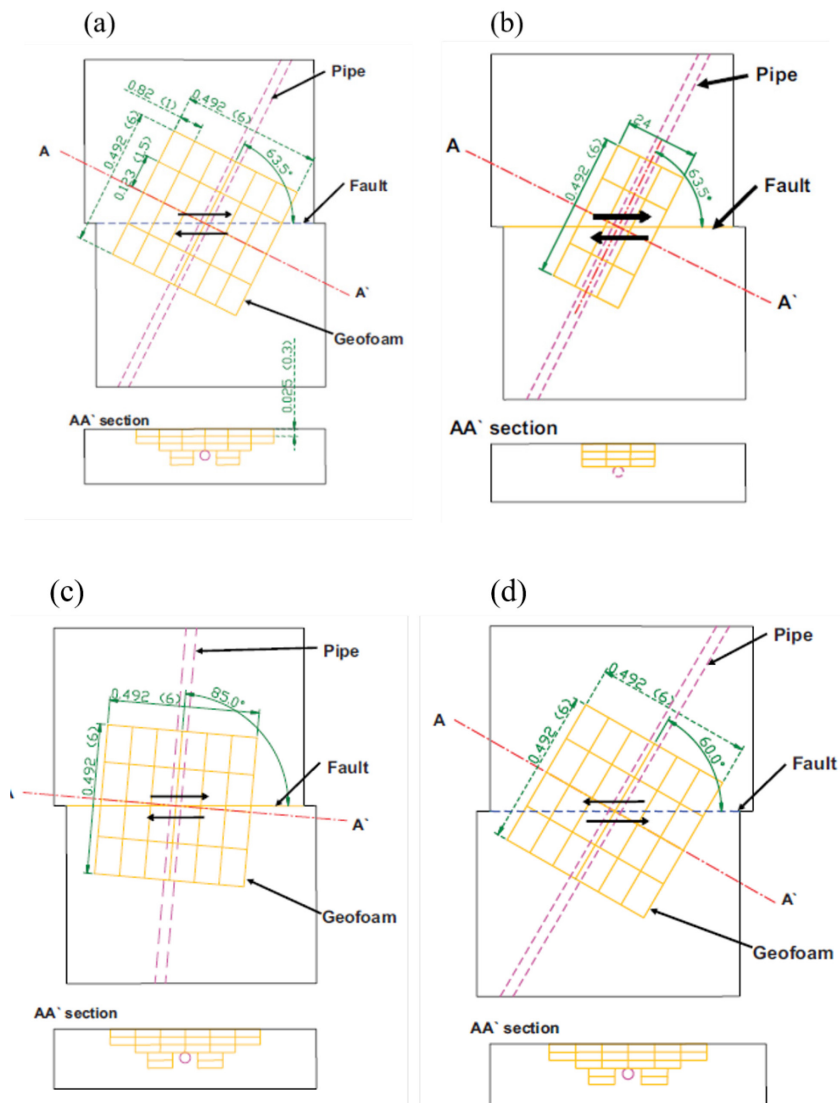 (a)
Pipe
0.82 (1)
0.492 (6)
0.492 (6)
0.123 (1.5)
63.5°
A
Fault
A`
Geofoam
0.025 (0.3)
AA` section
(b)
Pipe
24
0.492 (6)
63.5°
A
Fault
A`
AA` section
(c)
Pipe
0.492 (6)
85.0°
0.492 (6)
Fault
A`
Geofoam
AA` section
(d)
Pipe
0.492 (6)
A
0.492 (6)
60.0°
Fault
A`
Geofoam
AA` section